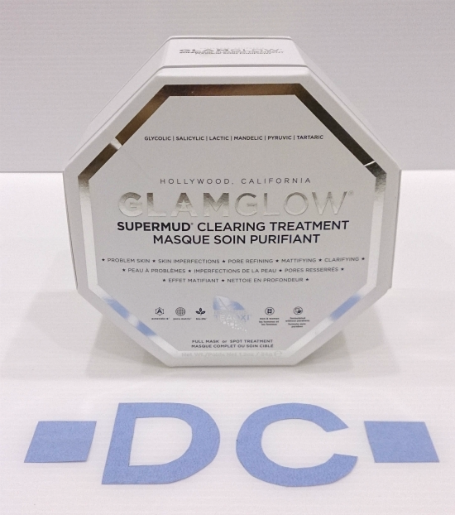 GLAMGLOW
GLYCOLIC | SALICYLIC | LACTIC | MANDELIC | PYRUVIC | TARTARIC
HOLLYWOOD, CALIFORNIA
GLAMGLOW®
SUPERMUD® CLEARING TREATMENT
MASQUE SOIN PURIFIANT
• PROBLEM SKIN • SKIN IMPERFECTIONS • PORE REFINING • MATTIFYING • CLARIFYING •
• PEAU À PROBLÈMES • IMPERFECTIONS DE LA PEAU • PORES RESSERRÉS •
• EFFET MATIFIANT • NETTOIE EN PROFONDEUR •
FULL MASK or SPOT TREATMENT
MASQUE COMPLET OU SOIN CIBLÉ
DC